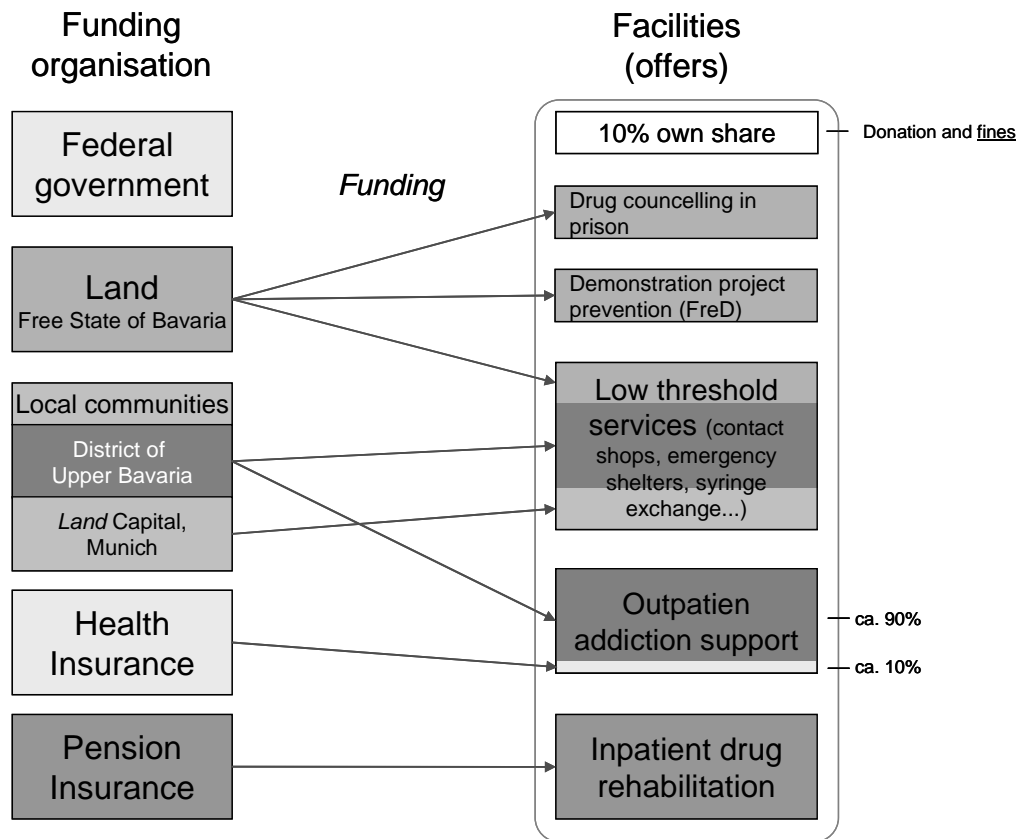 Funding
organisation
Facilities
(offers)
Federal
government
Funding
10% own share
Donation and fines
Drug councelling in
prison
Land
Free State of Bavaria
Demonstration project
prevention (FreD)
Local communities
District of
Upper Bavaria
Land Capital,
Munich
Low threshold
services (contact
shops, emergency
shelters, syringe
exchange...)
Health
Insurance
Outpatien
addiction support
ca. 90%
ca. 10%
Pension
Insurance
Inpatient drug
rehabilitation